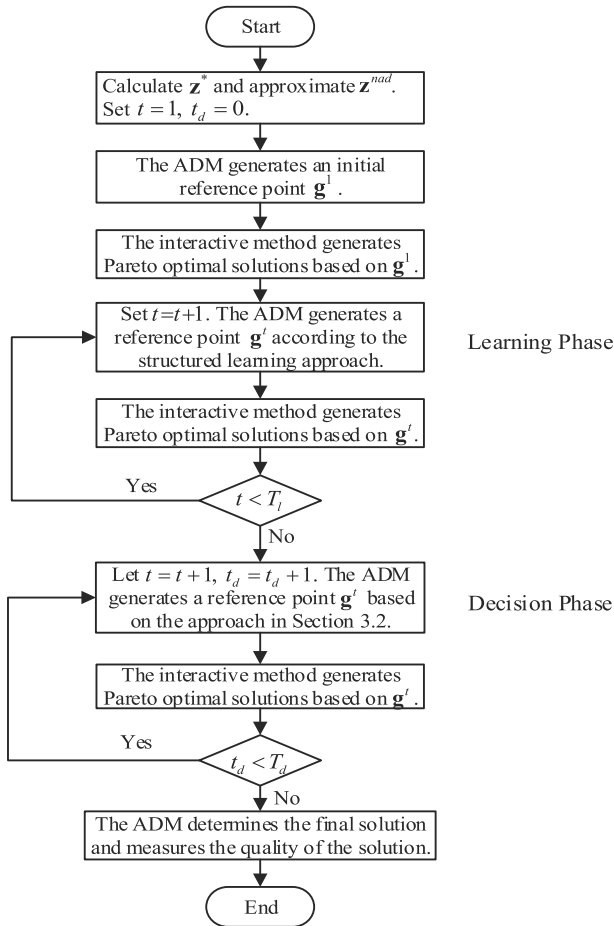 Start
Calculate z* and approximate z^nad.
Set t = 1, t_d = 0.
The ADM generates an initial
reference point g^1 .
The interactive method generates
Pareto optimal solutions based on g^1.
Set t=t+1. The ADM generates a
reference point g^t according to the
structured learning approach.
Learning Phase
The interactive method generates
Pareto optimal solutions based on g^t.
Yes
t < T_l
No
Let t = t + 1, t_d = t_d + 1. The ADM
generates a reference point g^t based
on the approach in Section 3.2.
Decision Phase
The interactive method generates
Pareto optimal solutions based on g^t.
Yes
t_d < T_d
No
The ADM determines the final solution
and measures the quality of the solution.
End